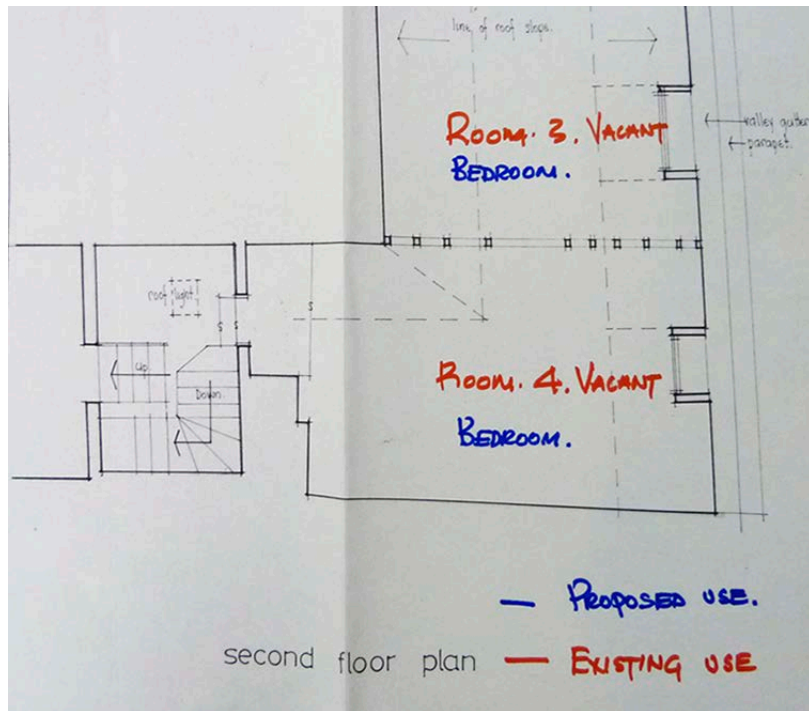 line of roof slope.
Room. 3. Vacant
Bedroom.
valley gutter
parapet.
roof light
s s
s
Up
Down
Room. 4. Vacant
Bedroom.
Proposed use.
second floor plan
Existing use